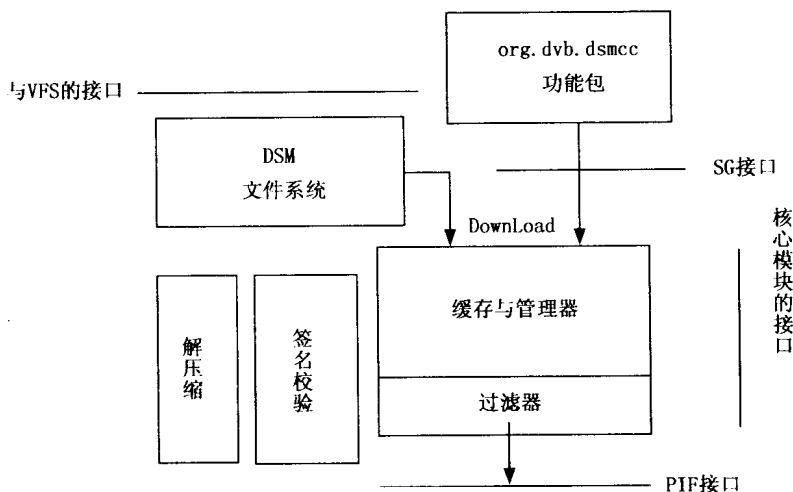 org.dvb.dsmcc
功能包
与VFS的接口
DSM
文件系统
SG接口
DownLoad
核心模块的接口
缓存与管理器
解压缩
签名校验
过滤器
PIF接口